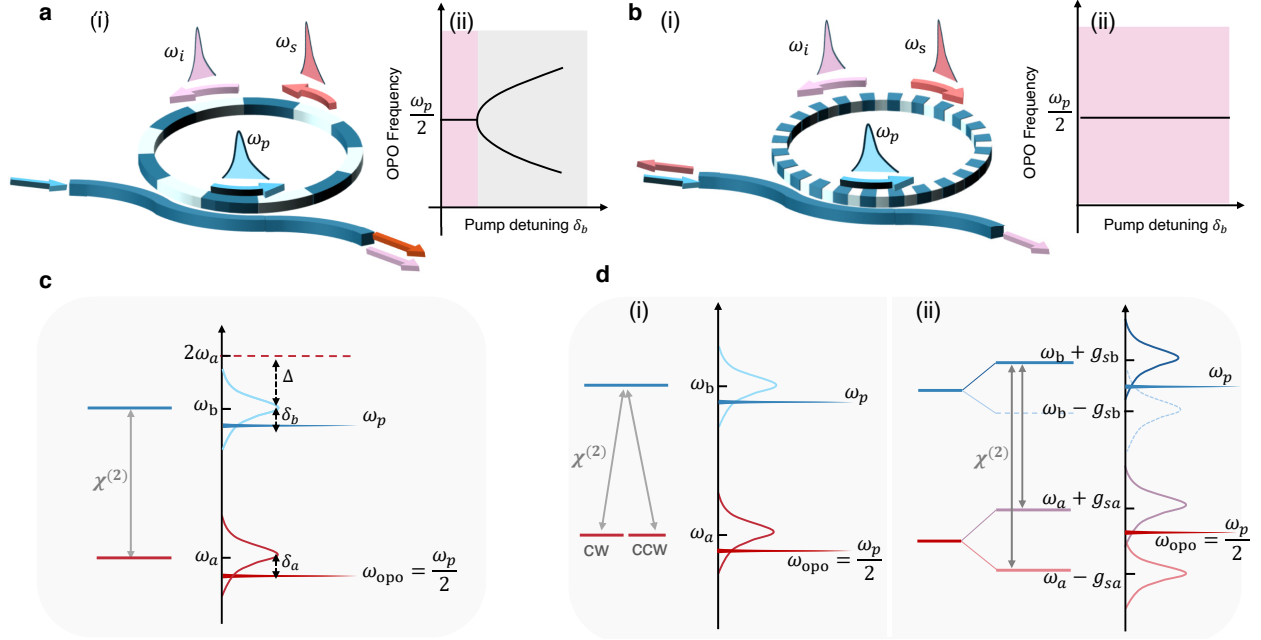 a
(i)
ω_i
ω_s
ω_p
(ii)
OPO Frequency
ω_p/2
Pump detuning δ_b
b
(i)
ω_i
ω_s
ω_p
(ii)
OPO Frequency
ω_p/2
Pump detuning δ_b
c
2ω_a
Δ
ω_b
δ_b
ω_p
χ^(2)
ω_a
δ_a
ω_opo = ω_p/2
d
(i)
ω_b
ω_p
χ^(2)
ω_a
CW
CCW
ω_opo = ω_p/2
(ii)
ω_b + g_sb
ω_p
ω_b − g_sb
χ^(2)
ω_a + g_sa
ω_opo = ω_p/2
ω_a − g_sa